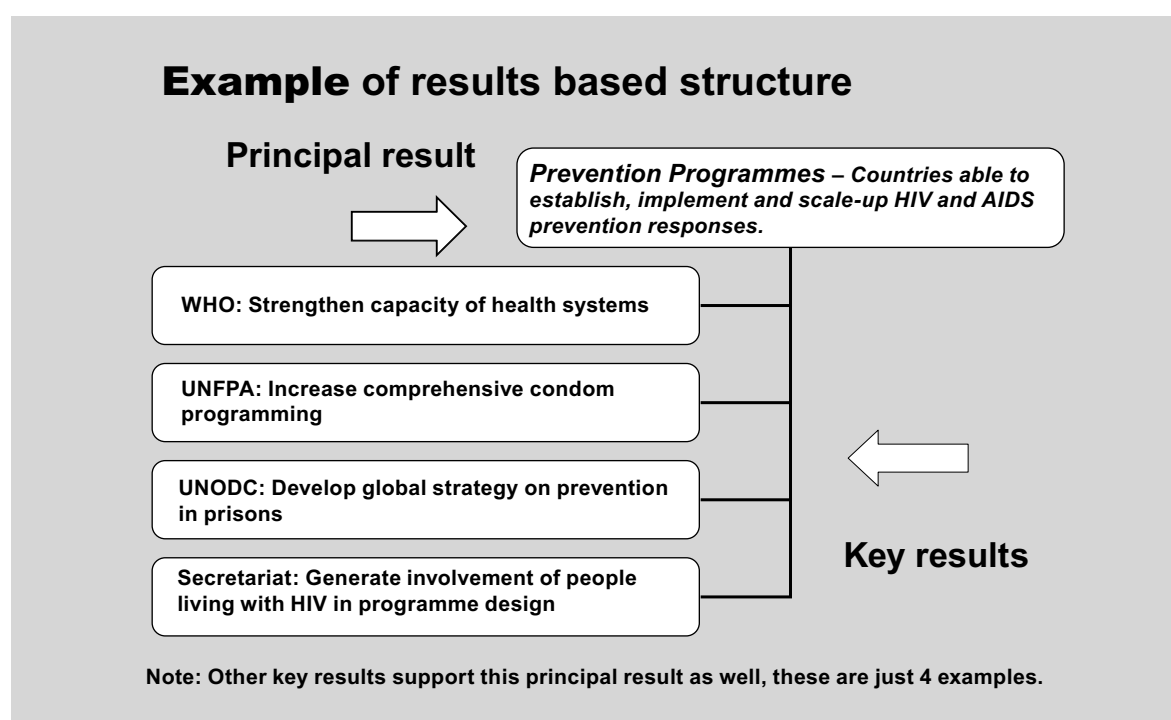 Example of results based structure
Principal result
Prevention Programmes – Countries able to
establish, implement and scale-up HIV and AIDS
prevention responses.
WHO: Strengthen capacity of health systems
UNFPA: Increase comprehensive condom
programming
UNODC: Develop global strategy on prevention
in prisons
Key results
Secretariat: Generate involvement of people
living with HIV in programme design
Note: Other key results support this principal result as well, these are just 4 examples.